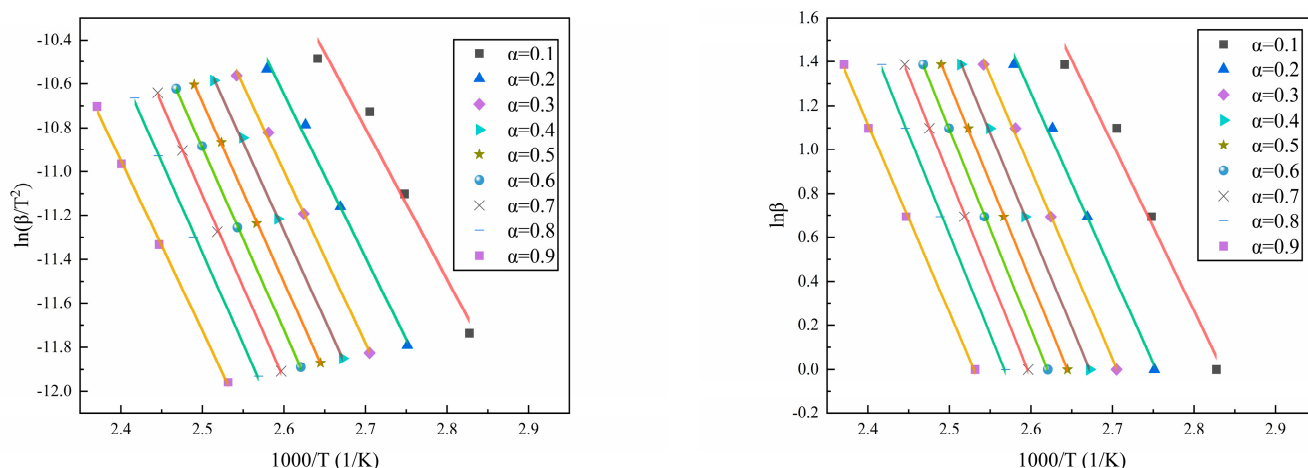 -10.4
-10.6
-10.8
-11.0
-11.2
-11.4
-11.6
-11.8
-12.0
ln(β/T²)
2.4 2.5 2.6 2.7 2.8 2.9
1000/T (1/K)
α=0.1
α=0.2
α=0.3
α=0.4
α=0.5
α=0.6
α=0.7
α=0.8
α=0.9
1.6
1.4
1.2
1.0
0.8
0.6
0.4
0.2
0.0
-0.2
lnβ
2.4 2.5 2.6 2.7 2.8 2.9
1000/T (1/K)
α=0.1
α=0.2
α=0.3
α=0.4
α=0.5
α=0.6
α=0.7
α=0.8
α=0.9